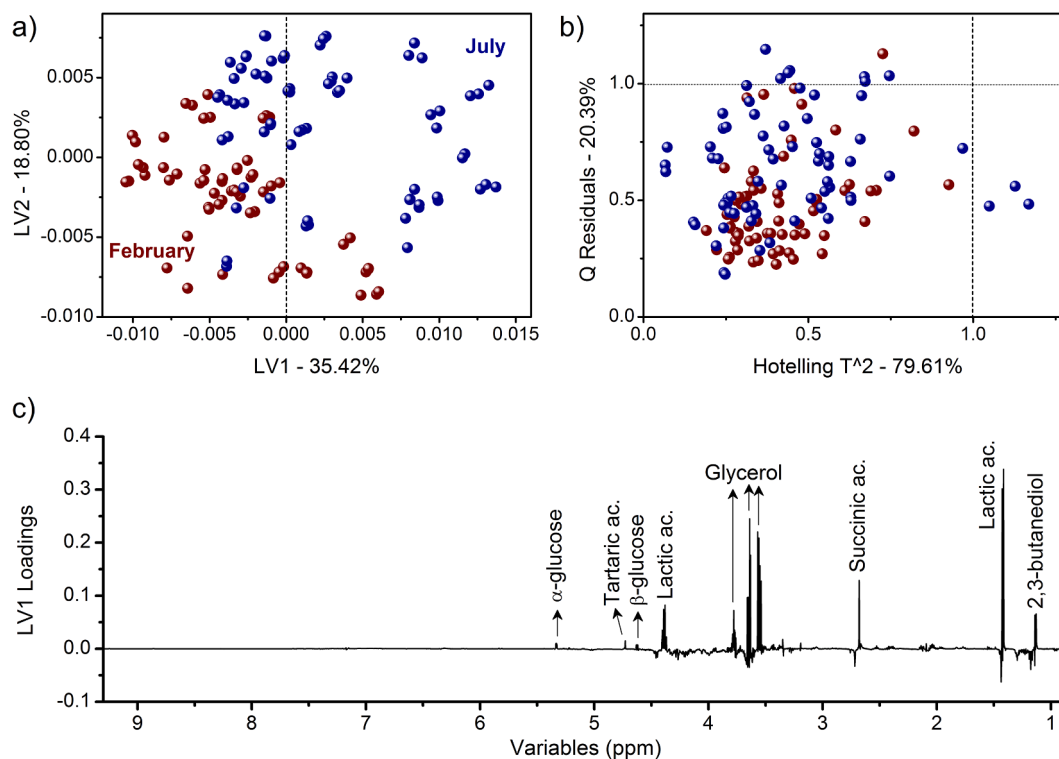 a)
July
0.005
0.000
-0.005
-0.010
LV2 - 18.80%
February
-0.010
-0.005
0.000
0.005
0.010
0.015
LV1 - 35.42%
b)
1.0
0.5
0.0
Q Residuals - 20.39%
0.0
0.5
1.0
Hotelling T^2 - 79.61%
c)
0.4
0.3
0.2
0.1
0.0
-0.1
LV1 Loadings
α-glucose
Tartaric ac.
β-glucose
Lactic ac.
Glycerol
Succinic ac.
Lactic ac.
2,3-butanediol
9
8
7
6
5
4
3
2
1
Variables (ppm)